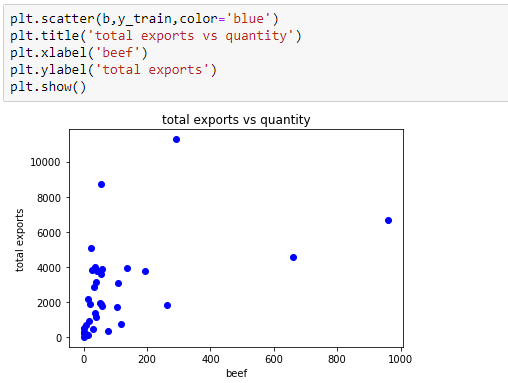 plt.scatter(b,y_train,color='blue')
plt.title('total exports vs quantity')
plt.xlabel('beef')
plt.ylabel('total exports')
plt.show()
total exports vs quantity
10000
8000
6000
4000
2000
0
total exports
0 200 400 600 800 1000
beef